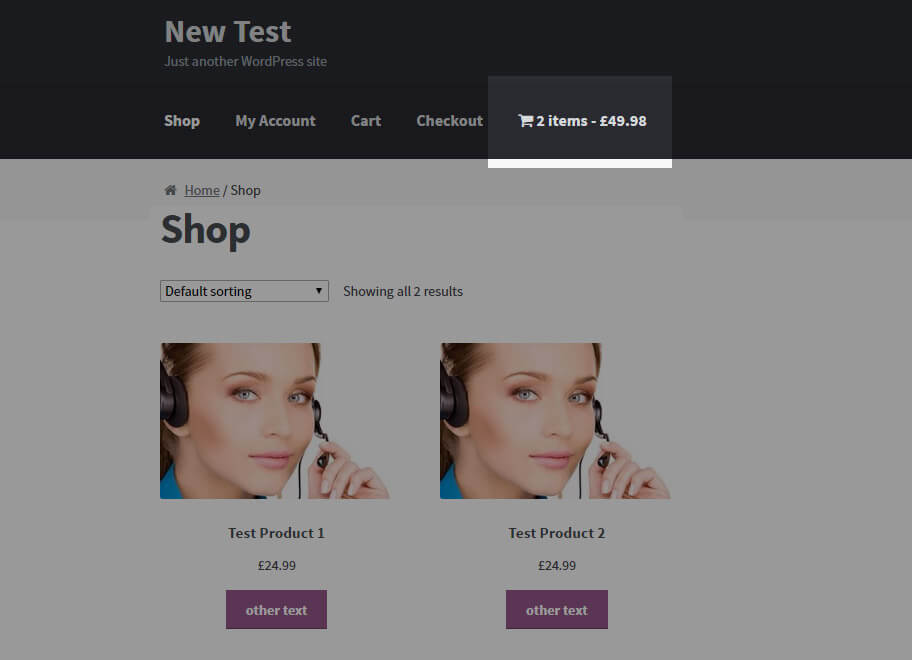 New Test
Just another WordPress site
Shop My Account Cart Checkout 2 items - £49.98
Home / Shop
Shop
Default sorting Showing all 2 results
Test Product 1 Test Product 2
£24.99 £24.99
other text other text